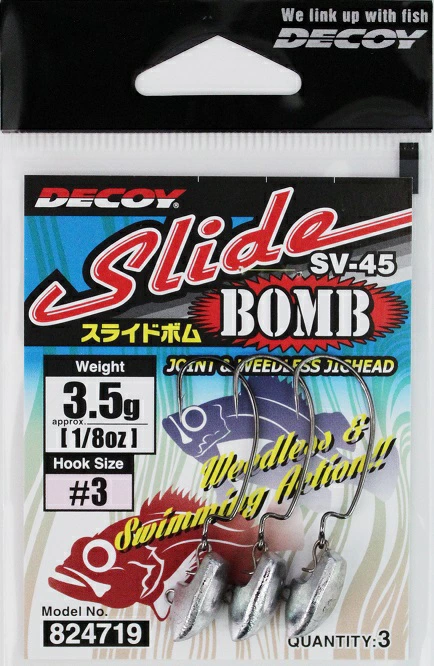 We link up with fish
DECOY
DECOY®
Slide
SV-45
BOMB
スライドボム
JOINT & WEEDLESS JIGHEAD
Weight
3.5g
approx.
[1/8oz]
Hook Size
#3
Weedless &
Swimming Action!!
Model No.
824719
QUANTITY:3